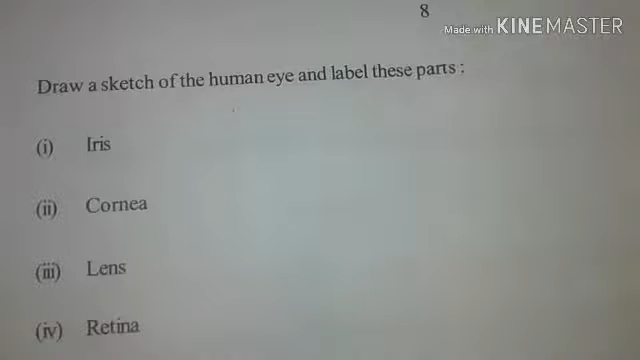 8
Made with KINEMASTER
Draw a sketch of the human eye and label these parts :
(i) Iris
(ii) Cornea
(iii) Lens
(iv) Retina